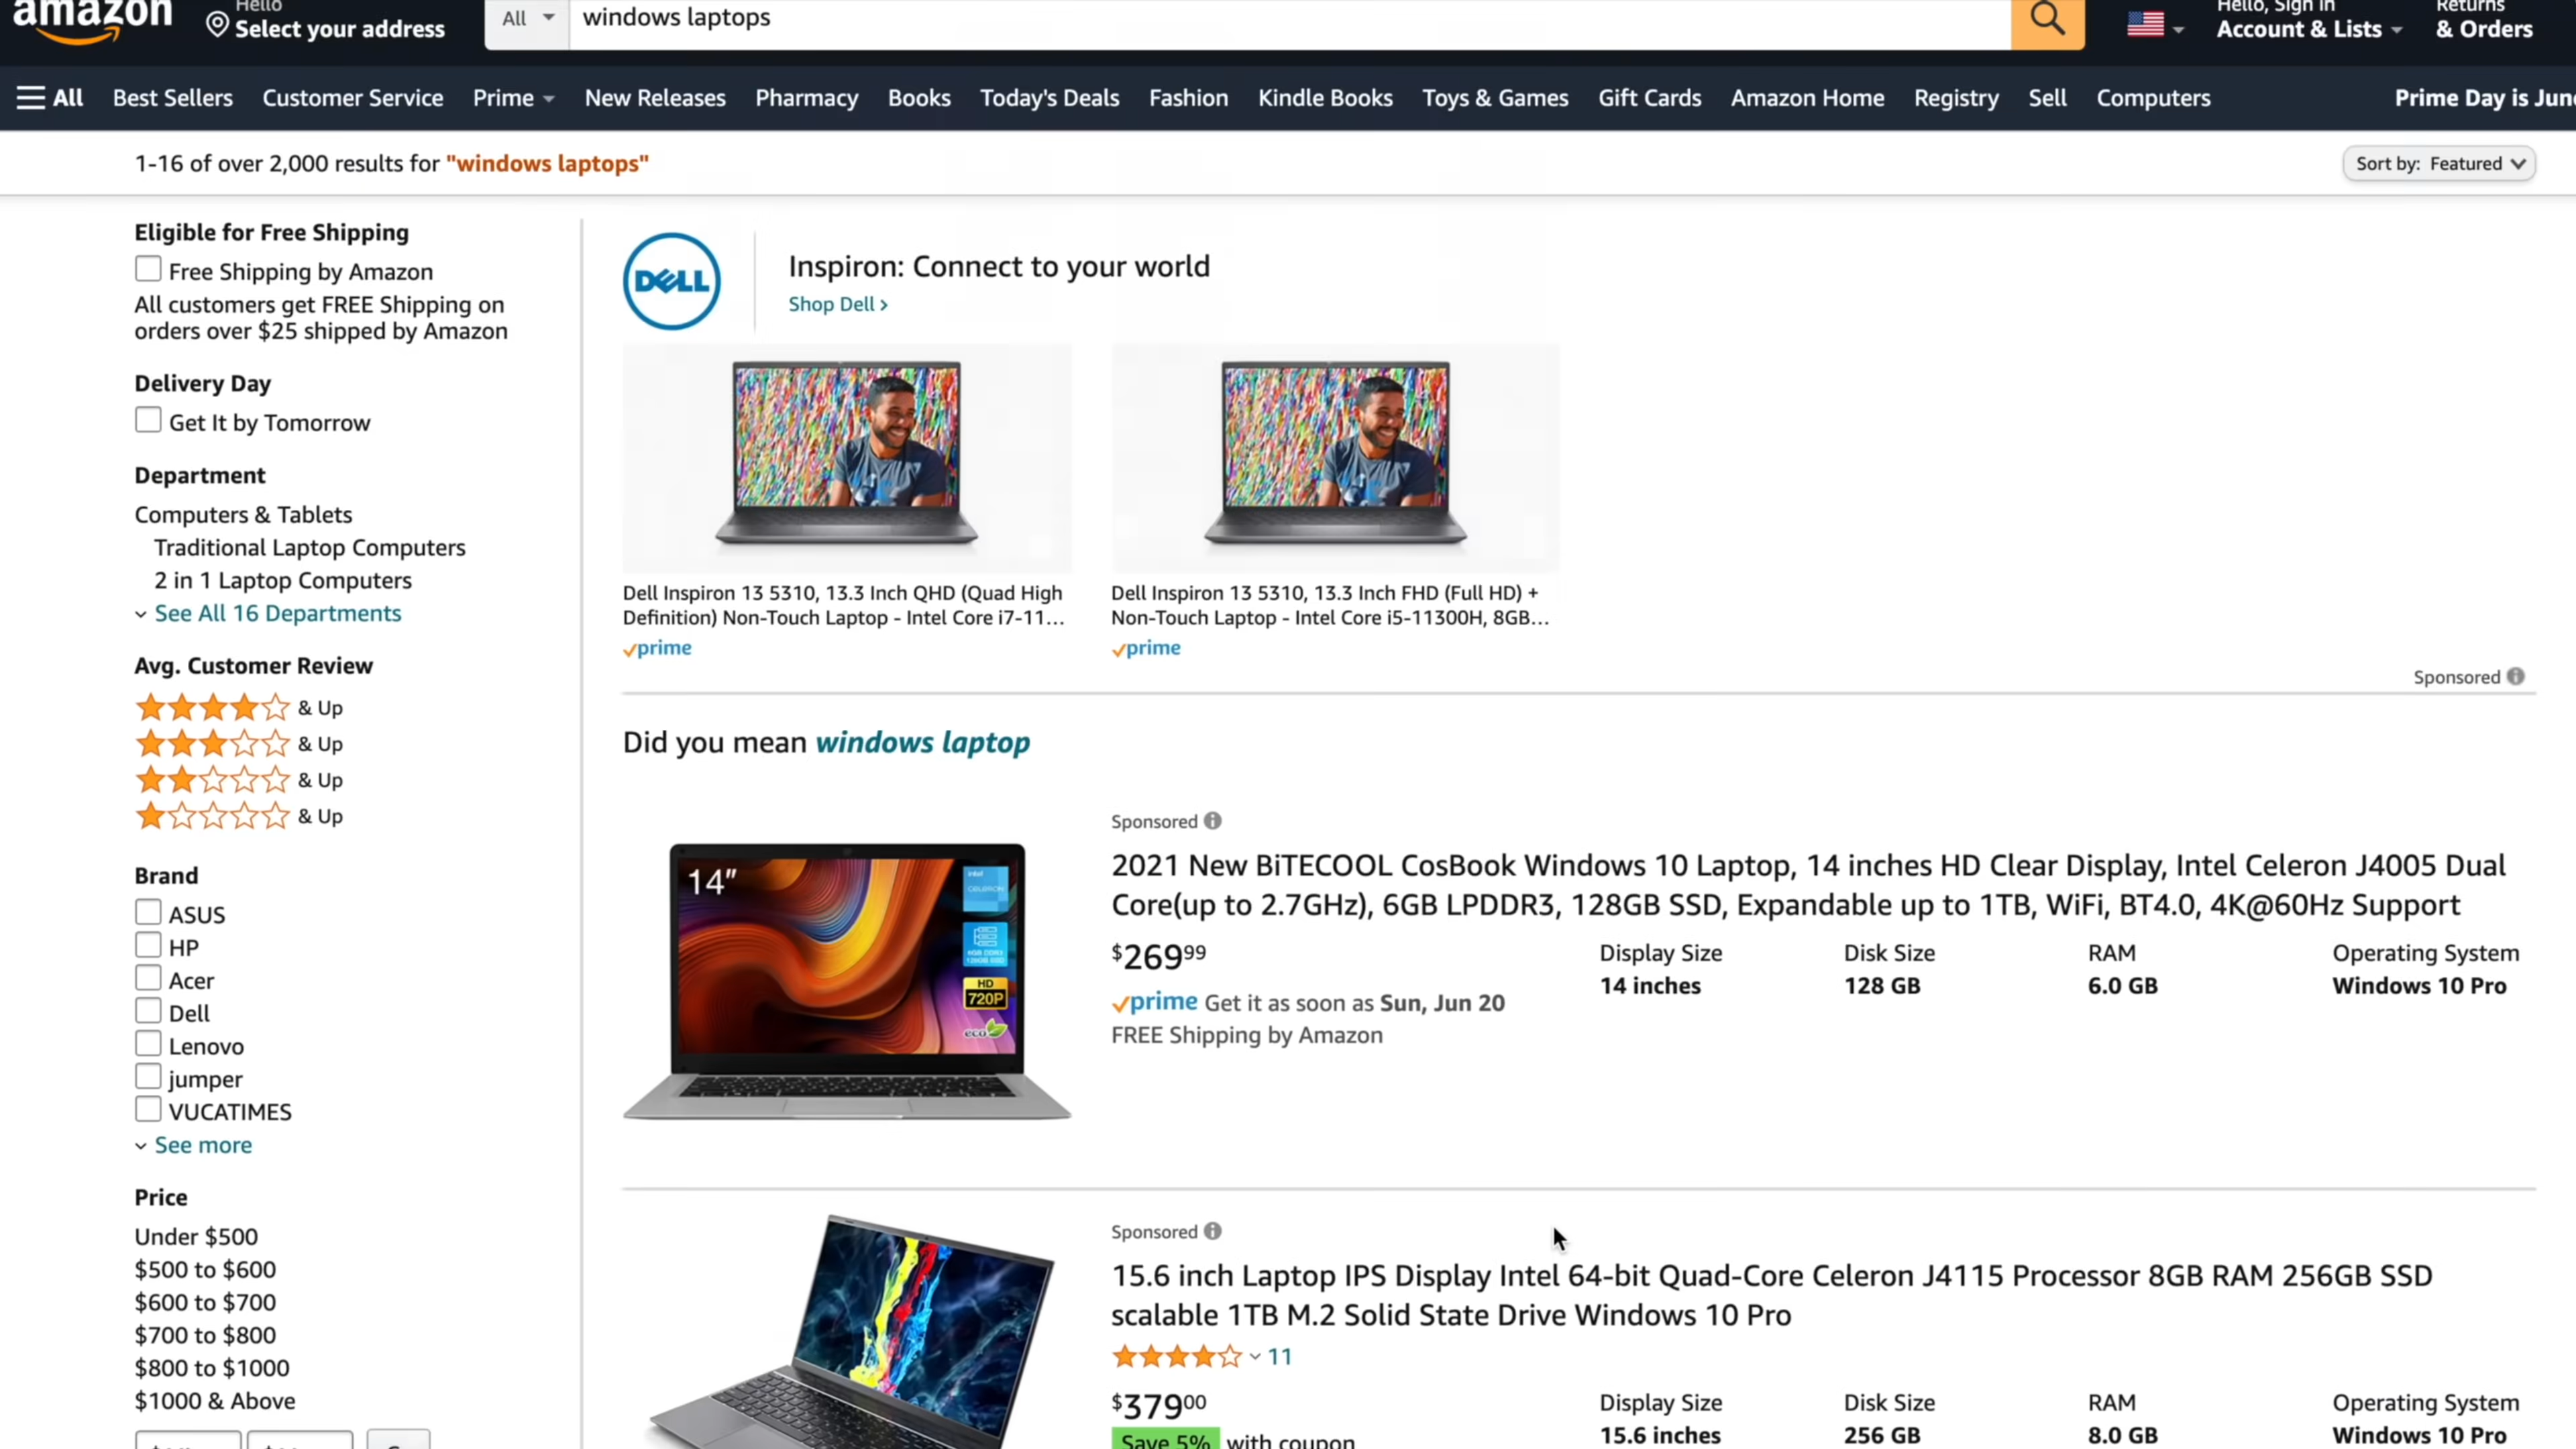 amazon
Hello
Select your address
All
windows laptops
Hello, Sign in
Account & Lists
Returns
& Orders
All
Best Sellers
Customer Service
Prime
New Releases
Pharmacy
Books
Today's Deals
Fashion
Kindle Books
Toys & Games
Gift Cards
Amazon Home
Registry
Sell
Computers
Prime Day is June
1-16 of over 2,000 results for "windows laptops"
Sort by: Featured
Eligible for Free Shipping
Free Shipping by Amazon
All customers get FREE Shipping on
orders over $25 shipped by Amazon
Delivery Day
Get It by Tomorrow
Department
Computers & Tablets
Traditional Laptop Computers
2 in 1 Laptop Computers
See All 16 Departments
Avg. Customer Review
& Up
& Up
& Up
& Up
Brand
ASUS
HP
Acer
Dell
Lenovo
jumper
VUCATIMES
See more
Price
Under $500
$500 to $600
$600 to $700
$700 to $800
$800 to $1000
$1000 & Above
DELL
Inspiron: Connect to your world
Shop Dell ›
Dell Inspiron 13 5310, 13.3 Inch QHD (Quad High
Definition) Non-Touch Laptop - Intel Core i7-11...
prime
Dell Inspiron 13 5310, 13.3 Inch FHD (Full HD) +
Non-Touch Laptop - Intel Core i5-11300H, 8GB...
prime
Sponsored
Did you mean windows laptop
14"
intel
CELERON
HD
720P
eco
Sponsored
2021 New BiTECOOL CosBook Windows 10 Laptop, 14 inches HD Clear Display, Intel Celeron J4005 Dual
Core(up to 2.7GHz), 6GB LPDDR3, 128GB SSD, Expandable up to 1TB, WiFi, BT4.0, 4K@60Hz Support
$269 99
prime Get it as soon as Sun, Jun 20
FREE Shipping by Amazon
Display Size
14 inches
Disk Size
128 GB
RAM
6.0 GB
Operating System
Windows 10 Pro
Sponsored
15.6 inch Laptop IPS Display Intel 64-bit Quad-Core Celeron J4115 Processor 8GB RAM 256GB SSD
scalable 1TB M.2 Solid State Drive Windows 10 Pro
11
$379 00
Save 5% with coupon
Display Size
15.6 inches
Disk Size
256 GB
RAM
8.0 GB
Operating System
Windows 10 Pro